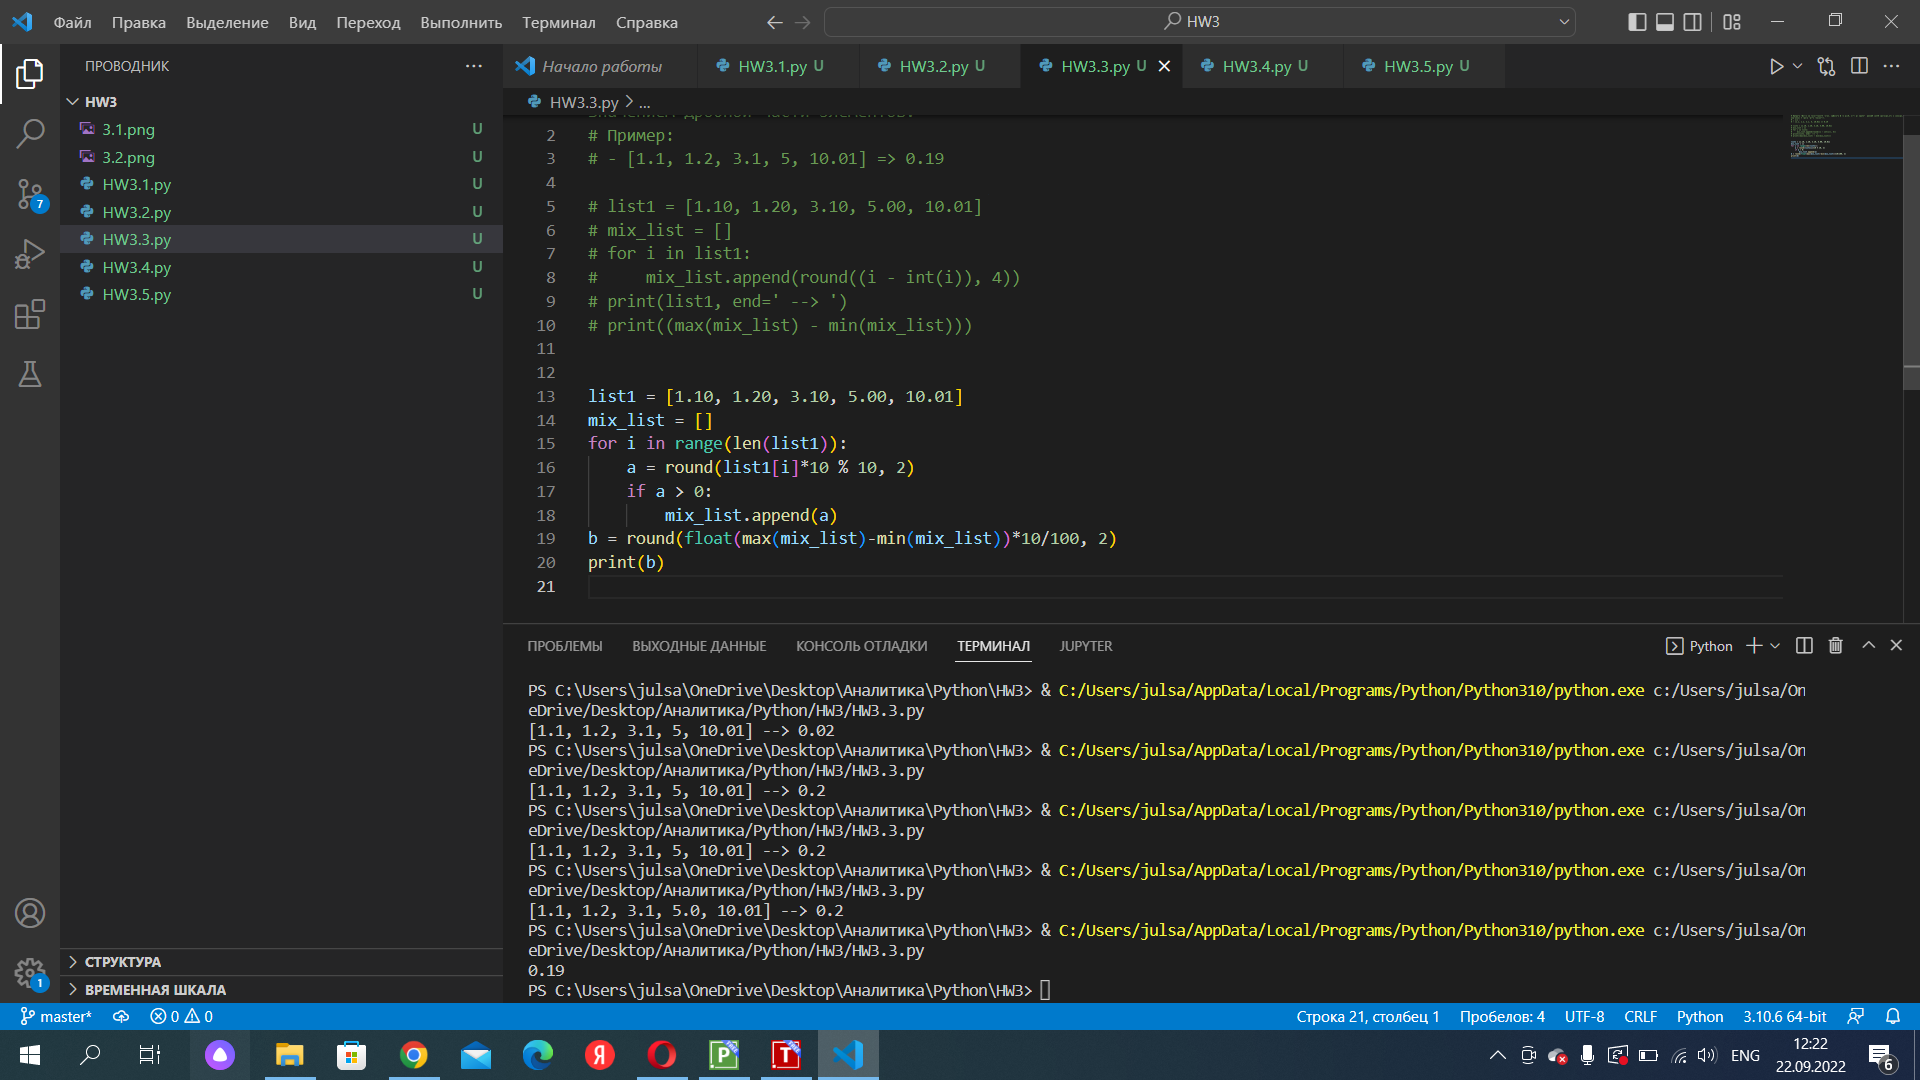 Файл Правка Выделение Вид Переход Выполнить Терминал Справка HW3
ПРОВОДНИК
HW3
3.1.png U
3.2.png U
HW3.1.py U
HW3.2.py U
HW3.3.py U
HW3.4.py U
HW3.5.py U
7
Начало работы HW3.1.py U HW3.2.py U HW3.3.py U HW3.4.py U HW3.5.py U
HW3.3.py > ...
2 # Пример:
3 # - [1.1, 1.2, 3.1, 5, 10.01] => 0.19
4
5 # list1 = [1.10, 1.20, 3.10, 5.00, 10.01]
6 # mix_list = []
7 # for i in list1:
8 #     mix_list.append(round((i - int(i)), 4))
9 # print(list1, end=' --> ')
10 # print((max(mix_list) - min(mix_list)))
11
12
13 list1 = [1.10, 1.20, 3.10, 5.00, 10.01]
14 mix_list = []
15 for i in range(len(list1)):
16     a = round(list1[i]*10 % 10, 2)
17     if a > 0:
18         mix_list.append(a)
19 b = round(float(max(mix_list)-min(mix_list))*10/100, 2)
20 print(b)
21
ПРОБЛЕМЫ ВЫХОДНЫЕ ДАННЫЕ КОНСОЛЬ ОТЛАДКИ ТЕРМИНАЛ JUPYTER Python
PS C:\Users\julsa\OneDrive\Desktop\Аналитика\Python\HW3> & C:/Users/julsa/AppData/Local/Programs/Python/Python310/python.exe c:/Users/julsa/On
eDrive/Desktop/Аналитика/Python/HW3/HW3.3.py
[1.1, 1.2, 3.1, 5, 10.01] --> 0.02
PS C:\Users\julsa\OneDrive\Desktop\Аналитика\Python\HW3> & C:/Users/julsa/AppData/Local/Programs/Python/Python310/python.exe c:/Users/julsa/On
eDrive/Desktop/Аналитика/Python/HW3/HW3.3.py
[1.1, 1.2, 3.1, 5, 10.01] --> 0.2
PS C:\Users\julsa\OneDrive\Desktop\Аналитика\Python\HW3> & C:/Users/julsa/AppData/Local/Programs/Python/Python310/python.exe c:/Users/julsa/On
eDrive/Desktop/Аналитика/Python/HW3/HW3.3.py
[1.1, 1.2, 3.1, 5, 10.01] --> 0.2
PS C:\Users\julsa\OneDrive\Desktop\Аналитика\Python\HW3> & C:/Users/julsa/AppData/Local/Programs/Python/Python310/python.exe c:/Users/julsa/On
eDrive/Desktop/Аналитика/Python/HW3/HW3.3.py
[1.1, 1.2, 3.1, 5.0, 10.01] --> 0.2
PS C:\Users\julsa\OneDrive\Desktop\Аналитика\Python\HW3> & C:/Users/julsa/AppData/Local/Programs/Python/Python310/python.exe c:/Users/julsa/On
eDrive/Desktop/Аналитика/Python/HW3/HW3.3.py
0.19
PS C:\Users\julsa\OneDrive\Desktop\Аналитика\Python\HW3>
СТРУКТУРА
ВРЕМЕННАЯ ШКАЛА
1
master* 0 0 Строка 21, столбец 1 Пробелов: 4 UTF-8 CRLF Python 3.10.6 64-bit
Я P T ENG 12:22
22.09.2022 6